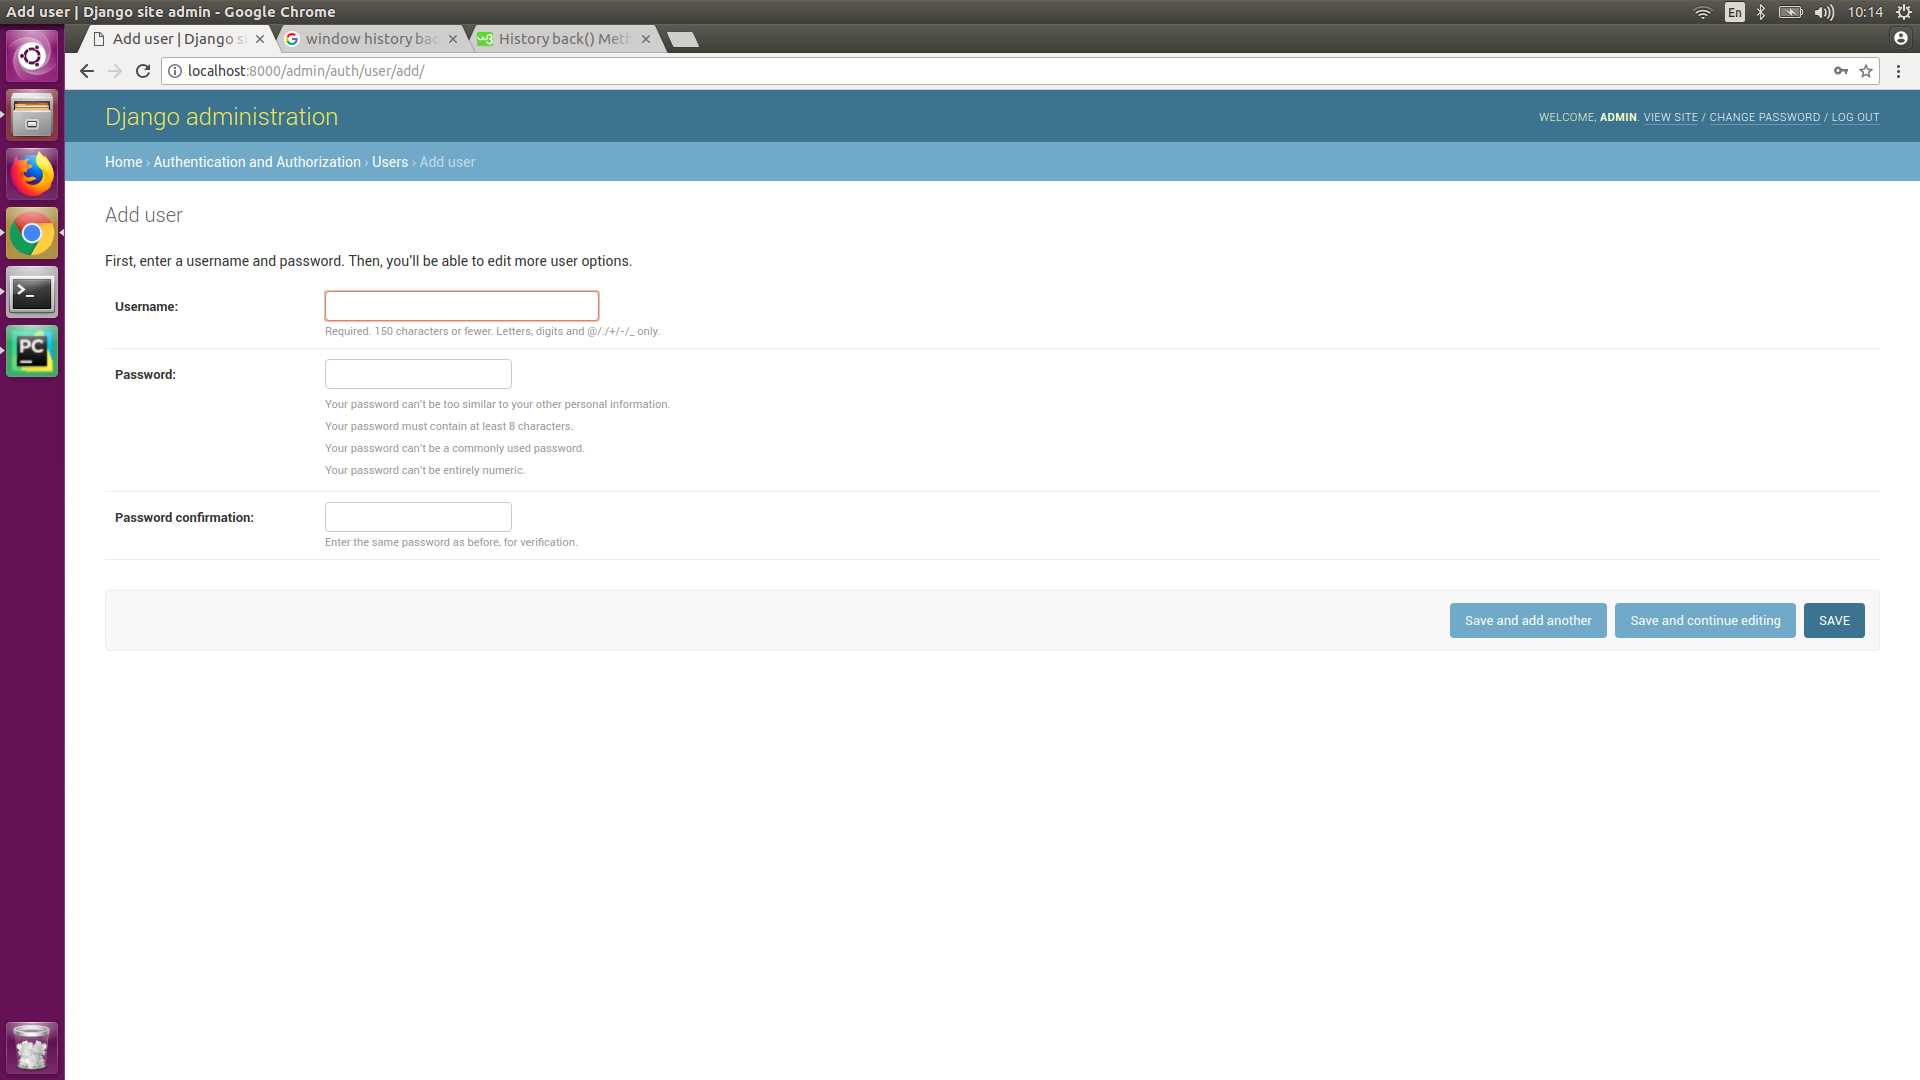 Add user | Django site admin - Google Chrome
En
10:14
Add user | Django s
window history bac
History back() Meth
localhost:8000/admin/auth/user/add/
Django administration
WELCOME, ADMIN. VIEW SITE / CHANGE PASSWORD / LOG OUT
Home › Authentication and Authorization › Users › Add user
Add user
First, enter a username and password. Then, you'll be able to edit more user options.
Username:
Required. 150 characters or fewer. Letters, digits and @/./+/-/_ only.
Password:
Your password can't be too similar to your other personal information.
Your password must contain at least 8 characters.
Your password can't be a commonly used password.
Your password can't be entirely numeric.
Password confirmation:
Enter the same password as before, for verification.
Save and add another
Save and continue editing
SAVE
PC